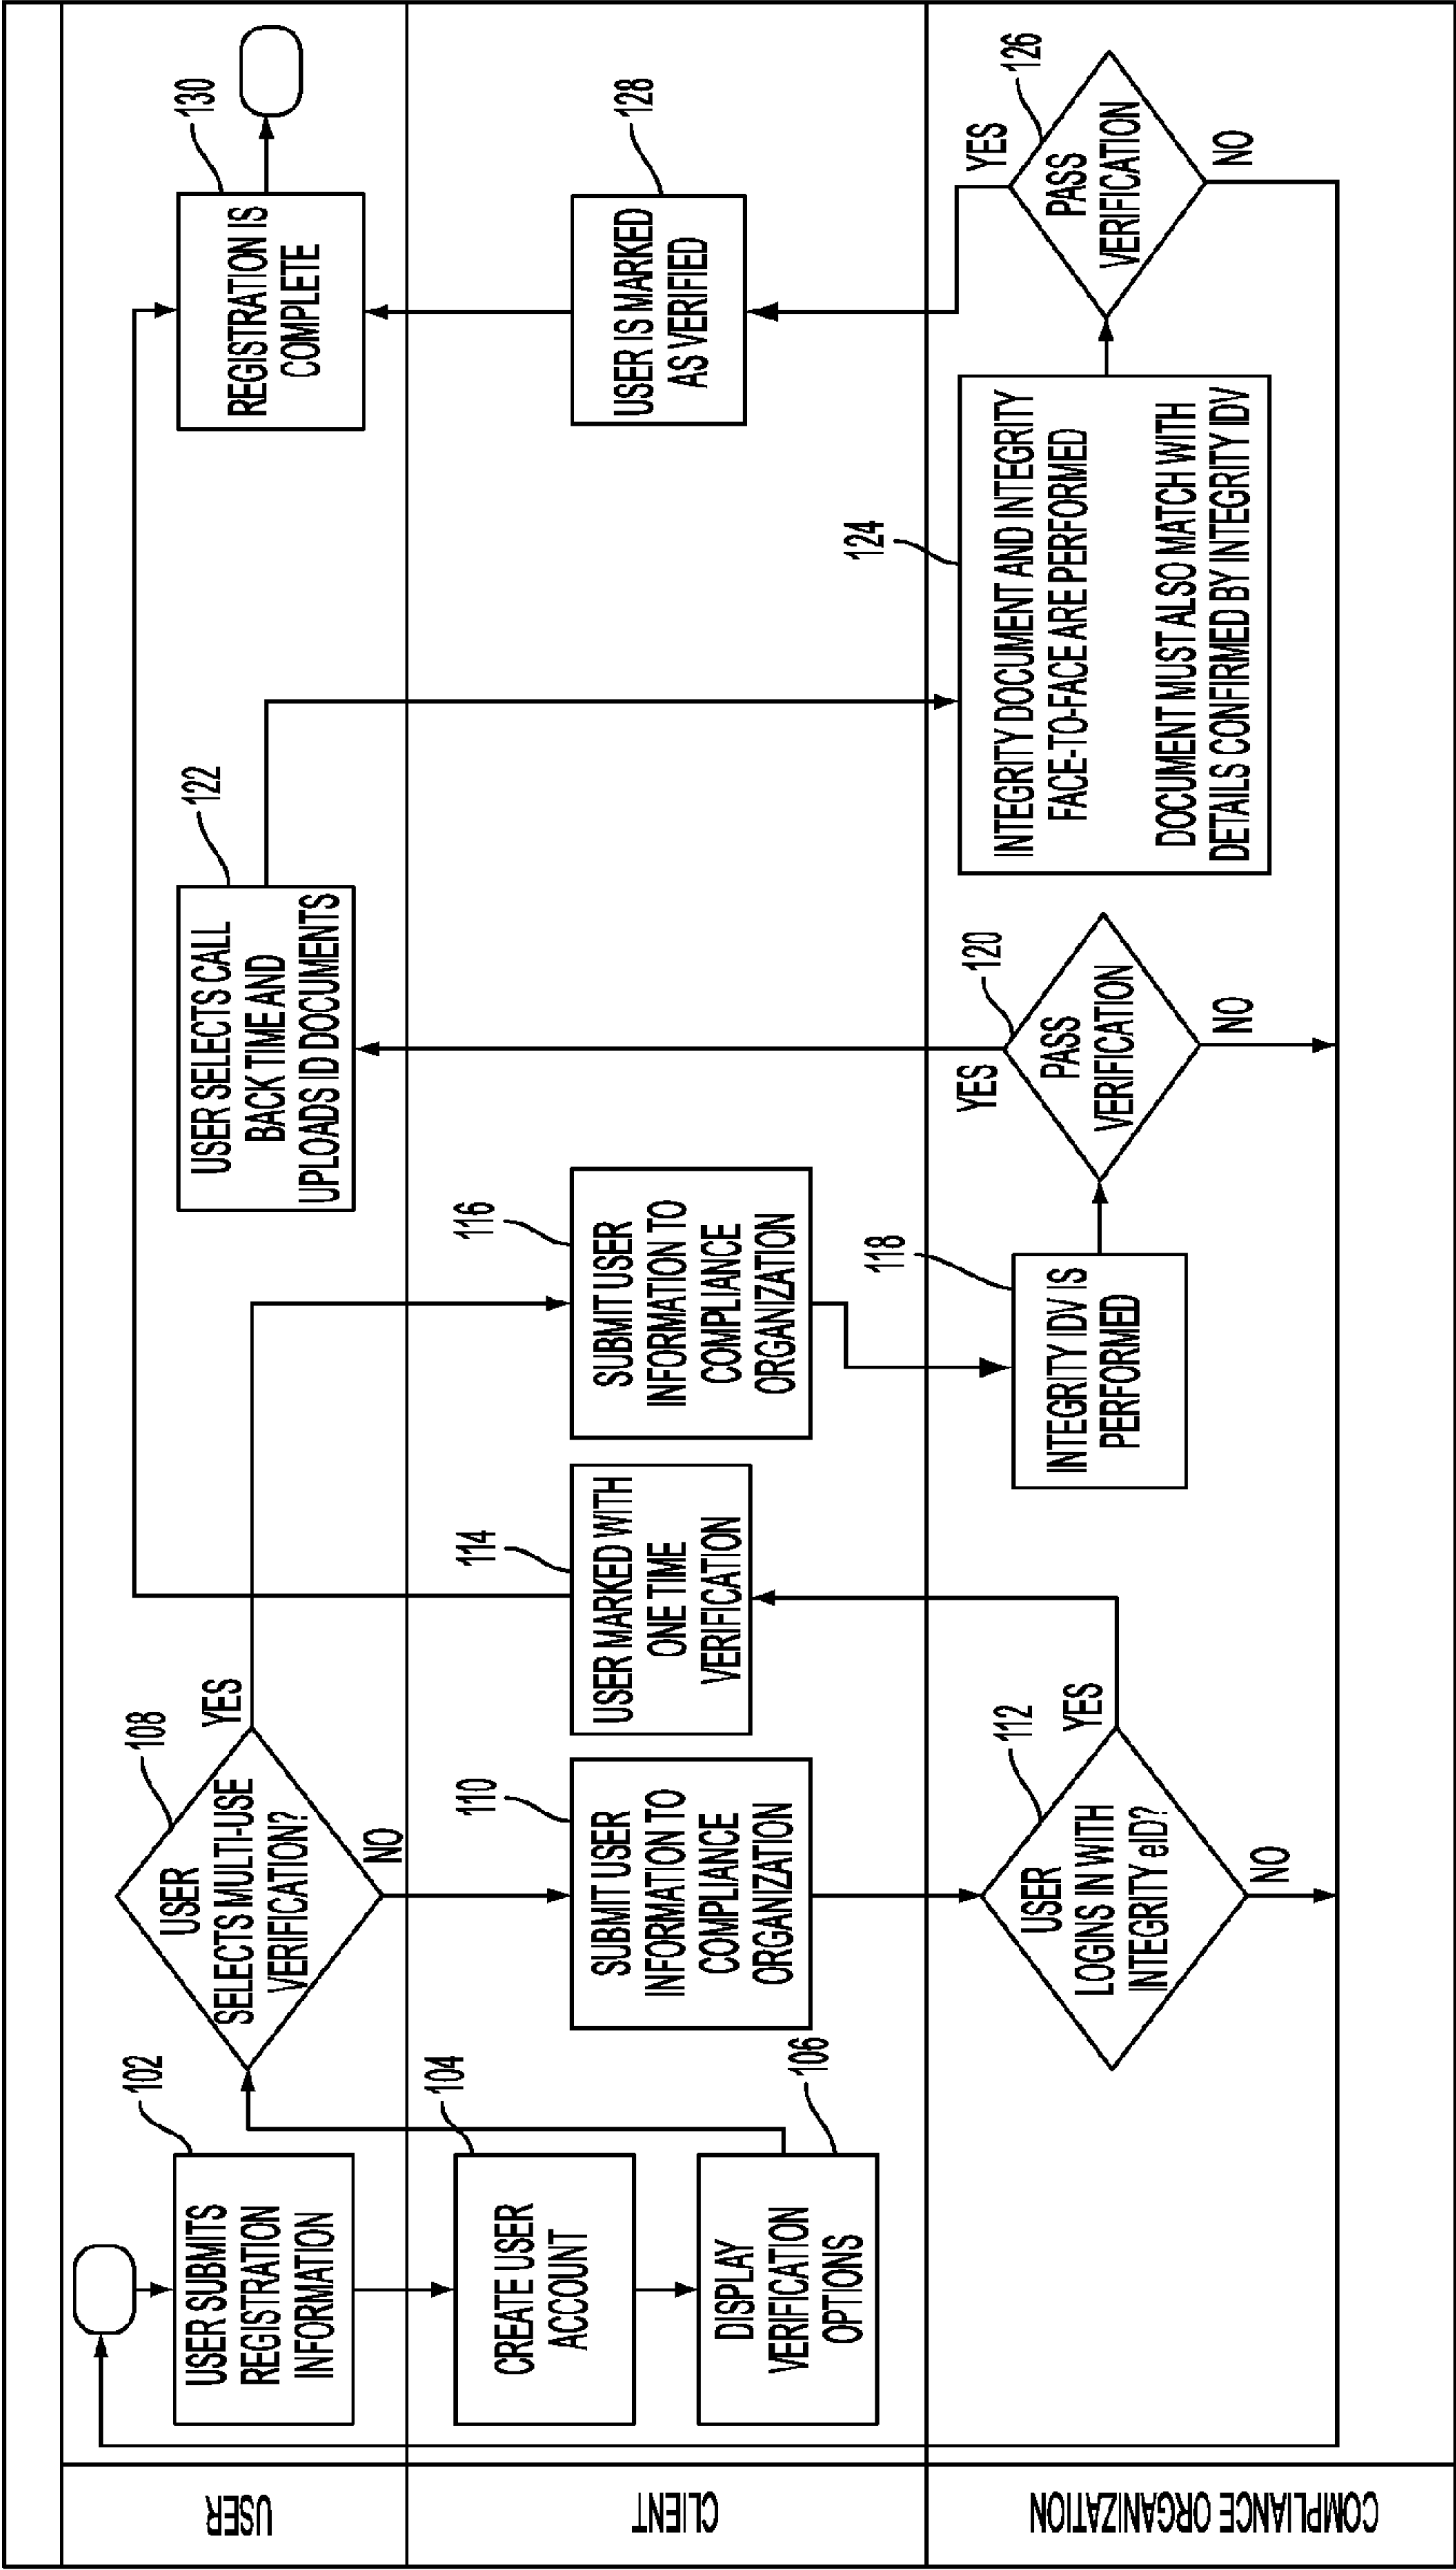 USER
102
USER SUBMITS
REGISTRATION
INFORMATION
108
USER
SELECTS MULTI-USE
VERIFICATION?
YES
NO
122
USER SELECTS CALL
BACK TIME AND
UPLOADS ID DOCUMENTS
130
REGISTRATION IS
COMPLETE
CLIENT
104
CREATE USER
ACCOUNT
106
DISPLAY
VERIFICATION
OPTIONS
110
SUBMIT USER
INFORMATION TO
COMPLIANCE
ORGANIZATION
114
USER MARKED WITH
ONE TIME
VERIFICATION
116
SUBMIT USER
INFORMATION TO
COMPLIANCE
ORGANIZATION
128
USER IS MARKED
AS VERIFIED
COMPLIANCE ORGANIZATION
112
USER
LOGINS IN WITH
INTEGRITY eID?
YES
NO
118
INTEGRITY IDV IS
PERFORMED
120
PASS
VERIFICATION
YES
NO
124
INTEGRITY DOCUMENT AND INTEGRITY
FACE-TO-FACE ARE PERFORMED
DOCUMENT MUST ALSO MATCH WITH
DETAILS CONFIRMED BY INTEGRITY IDV
126
PASS
VERIFICATION
YES
NO